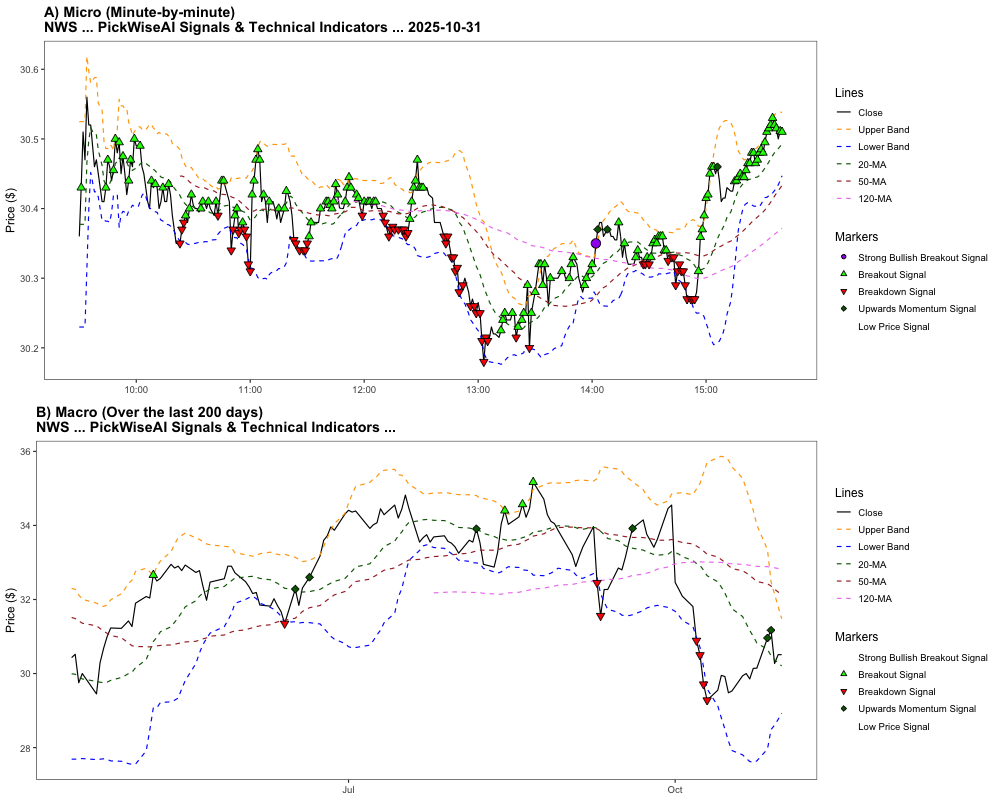 A) Micro (Minute-by-minute)
NWS ... PickWiseAI Signals & Technical Indicators ... 2025-10-31
Price ($)
30.6
30.5
30.4
30.3
30.2
10:00
11:00
12:00
13:00
14:00
15:00
Lines
Close
Upper Band
Lower Band
20-MA
50-MA
120-MA
Markers
Strong Bullish Breakout Signal
Breakout Signal
Breakdown Signal
Upwards Momentum Signal
Low Price Signal
B) Macro (Over the last 200 days)
NWS ... PickWiseAI Signals & Technical Indicators ...
Price ($)
36
34
32
30
28
Jul
Oct
Lines
Close
Upper Band
Lower Band
20-MA
50-MA
120-MA
Markers
Strong Bullish Breakout Signal
Breakout Signal
Breakdown Signal
Upwards Momentum Signal
Low Price Signal